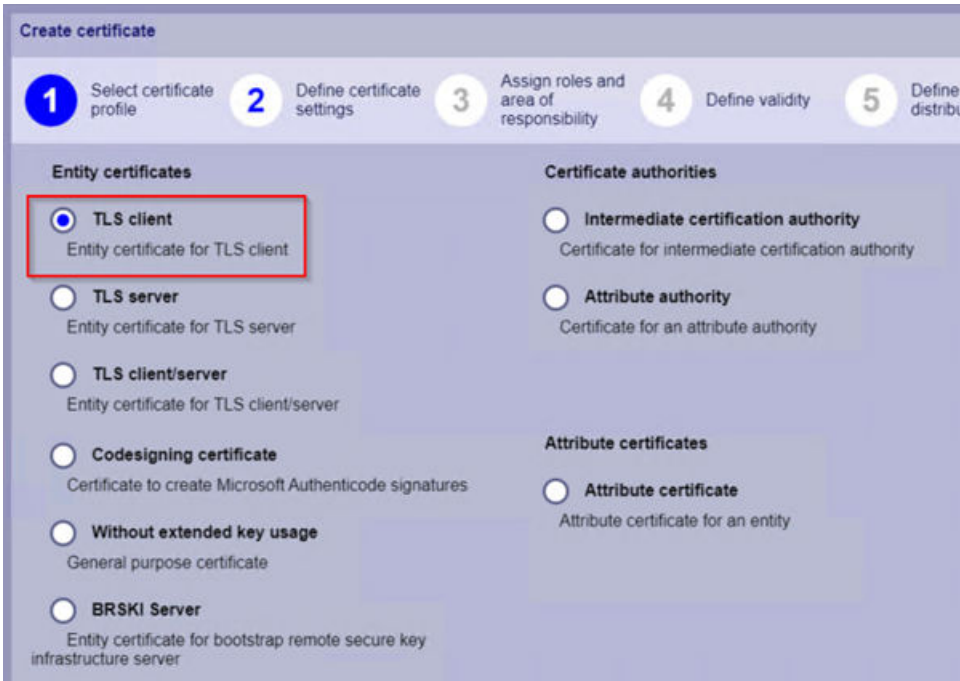 Create certificate
1 Select certificate profile
2 Define certificate settings
3 Assign roles and area of responsibility
4 Define validity
5 Define
Entity certificates
TLS client
Entity certificate for TLS client
TLS server
Entity certificate for TLS server
TLS client/server
Entity certificate for TLS client/server
Codesigning certificate
Certificate to create Microsoft Authenticode signatures
Without extended key usage
General purpose certificate
BRSKI Server
Entity certificate for bootstrap remote secure key
infrastructure server
Certificate authorities
Intermediate certification authority
Certificate for intermediate certification authority
Attribute authority
Certificate for an attribute authority
Attribute certificates
Attribute certificate
Attribute certificate for an entity